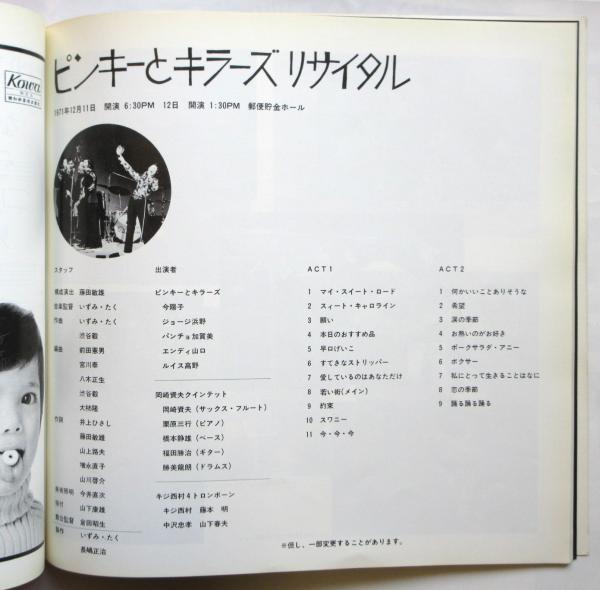 Kowa
ピンキーとキラーズ リサイタル
1971年12月11日 開演 6:30PM 12日 開演 1:30PM 郵便貯金ホール
スタッフ
構成演出 藤田敏雄
音楽監督 いずみ・たく
作曲 いずみ・たく
渋谷毅
編曲 前田憲男
宮川泰
八木正生
渋谷毅
大柿隆
作詞 井上ひさし
藤田敏雄
山上路夫
増永直子
山川啓介
美術照明 今井直次
振付 山下康雄
舞台監督 富田昭生
製作 いずみ・たく
長嶋正治
出演者
ピンキーとキラーズ
今陽子
ジョージ浜野
パンチョ加賀美
エンディ山口
ルイス高野
岡崎資夫クインテット
岡崎資夫(サックス・フルート)
栗原三行(ピアノ)
橋本静雄(ベース)
福田勝治(ギター)
勝美龍朗(ドラムス)
キジ西村4トロンボーン
キジ西村 藤本 明
中沢忠孝 山下春夫
ACT1
1 マイ・スイート・ロード
2 スィート・キャロライン
3 願い
4 本日のおすすめ品
5 早口げいこ
6 すてきなストリッパー
7 愛しているのはあなただけ
8 若い街(メイン)
9 約束
10 スワニー
11 今・今・今
ACT2
1 何かいいことありそうな
2 希望
3 涙の季節
4 お熱いのがお好き
5 ポークサラダ・アニー
6 ボクサー
7 私にとって生きることはなに
8 恋の季節
9 踊る踊る踊る
※但し、一部変更することがあります。